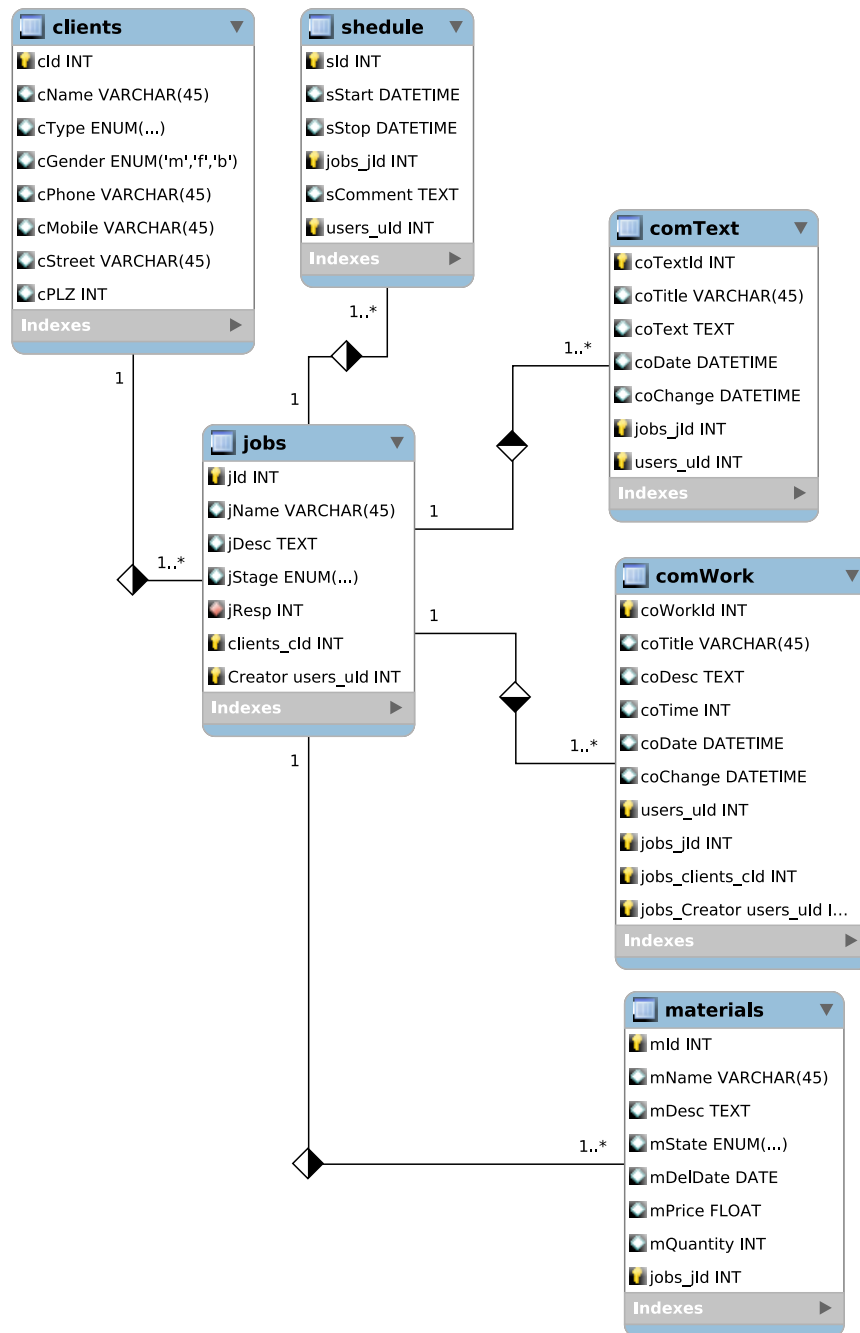 clients
cId INT
cName VARCHAR(45)
cType ENUM(...)
cGender ENUM('m','f','b')
cPhone VARCHAR(45)
cMobile VARCHAR(45)
cStreet VARCHAR(45)
cPLZ INT
Indexes
shedule
sId INT
sStart DATETIME
sStop DATETIME
jobs_jId INT
sComment TEXT
users_uId INT
Indexes
comText
coTextId INT
coTitle VARCHAR(45)
coText TEXT
coDate DATETIME
coChange DATETIME
jobs_jId INT
users_uId INT
Indexes
1
1..*
1
1..*
1..*
1
jobs
jId INT
jName VARCHAR(45)
jDesc TEXT
jStage ENUM(...)
jResp INT
clients_cId INT
Creator users_uId INT
Indexes
1
1..*
1
1..*
comWork
coWorkId INT
coTitle VARCHAR(45)
coDesc TEXT
coTime INT
coDate DATETIME
coChange DATETIME
users_uId INT
jobs_jId INT
jobs_clients_cId INT
jobs_Creator users_uId I...
Indexes
materials
mId INT
mName VARCHAR(45)
mDesc TEXT
mState ENUM(...)
mDelDate DATE
mPrice FLOAT
mQuantity INT
jobs_jId INT
Indexes